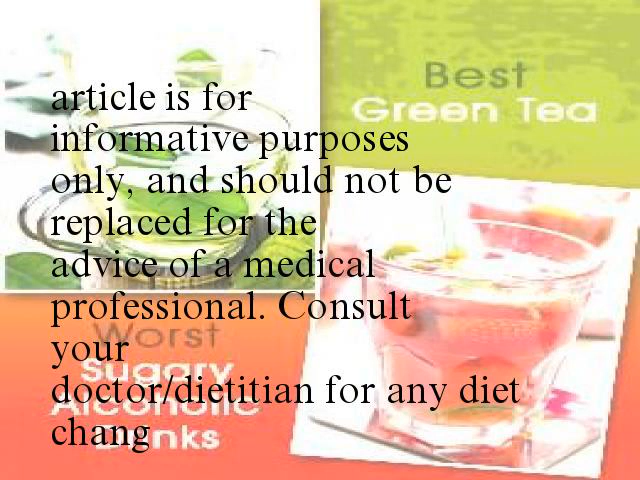 Best
Green Tea
article is for
informative purposes
only, and should not be
replaced for the
advice of a medical
professional. Consult
your
doctor/dietitian for any diet
chang
Worst
Sugary
Alcoholic
Drinks